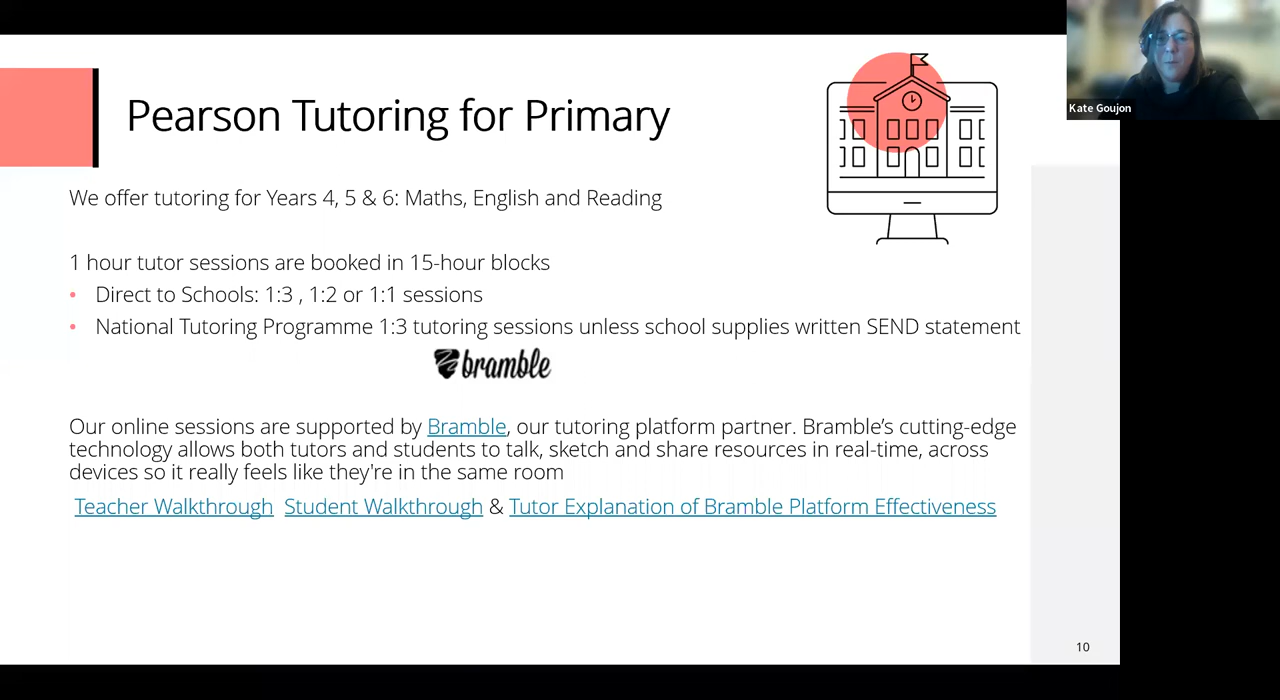 Pearson Tutoring for Primary
Kate Goujon
We offer tutoring for Years 4, 5 & 6: Maths, English and Reading
1 hour tutor sessions are booked in 15-hour blocks
• Direct to Schools: 1:3 , 1:2 or 1:1 sessions
• National Tutoring Programme 1:3 tutoring sessions unless school supplies written SEND statement
bramble
Our online sessions are supported by Bramble, our tutoring platform partner. Bramble’s cutting-edge
technology allows both tutors and students to talk, sketch and share resources in real-time, across
devices so it really feels like they're in the same room
Teacher Walkthrough Student Walkthrough & Tutor Explanation of Bramble Platform Effectiveness
10